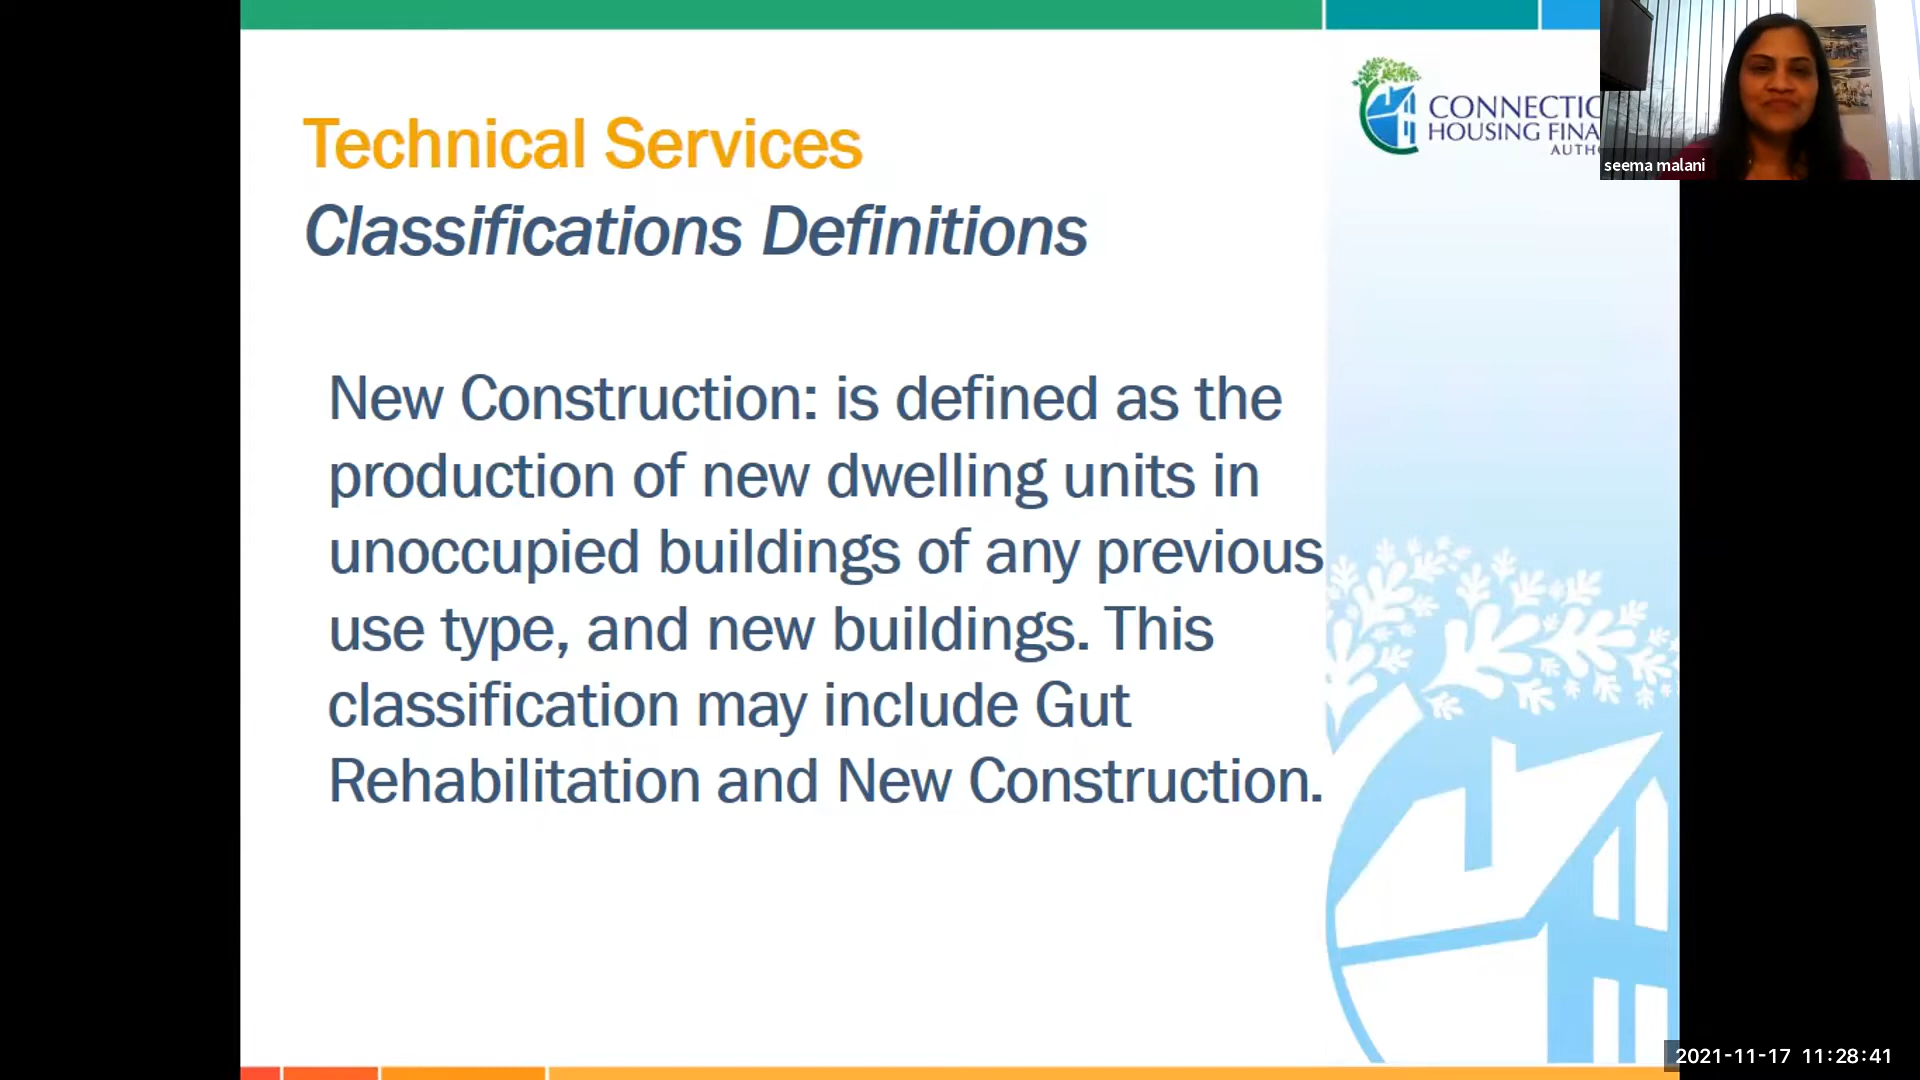 Technical Services
Classifications Definitions
CONNECTIC
HOUSING FINA
AUTH
seema malani
New Construction: is defined as the
production of new dwelling units in
unoccupied buildings of any previous
use type, and new buildings. This
classification may include Gut
Rehabilitation and New Construction.
2021-11-17 11:28:41